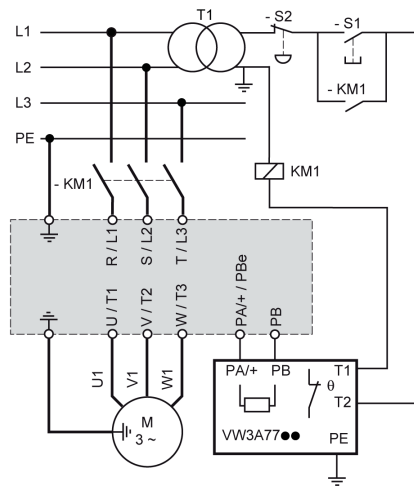 T1
- S2
- S1
L1
L2
- KM1
L3
PE
- KM1
KM1
R / L1
S / L2
T / L3
U / T1
V / T2
W / T3
PA/+ / PBe
PB
U1
V1
W1
M
3 ~
PA/+
PB
θ
T1
T2
VW3A77●●
PE